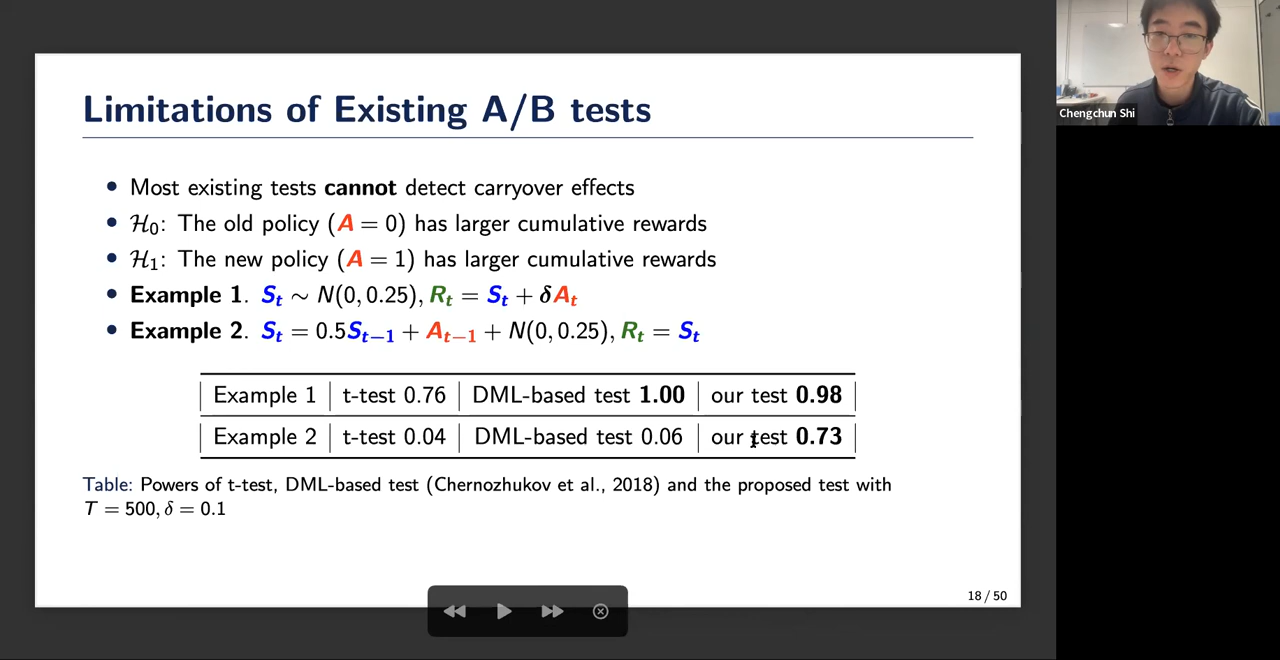 Limitations of Existing A/B tests
• Most existing tests cannot detect carryover effects
• ℋ₀: The old policy (A = 0) has larger cumulative rewards
• ℋ₁: The new policy (A = 1) has larger cumulative rewards
• Example 1. Sₜ ∼ N(0, 0.25), Rₜ = Sₜ + δAₜ
• Example 2. Sₜ = 0.5Sₜ₋₁ + Aₜ₋₁ + N(0, 0.25), Rₜ = Sₜ
Example 1 | t-test 0.76 | DML-based test 1.00 | our test 0.98
Example 2 | t-test 0.04 | DML-based test 0.06 | our test 0.73
Table: Powers of t-test, DML-based test (Chernozhukov et al., 2018) and the proposed test with
T = 500, δ = 0.1
18 / 50
Chengchun Shi